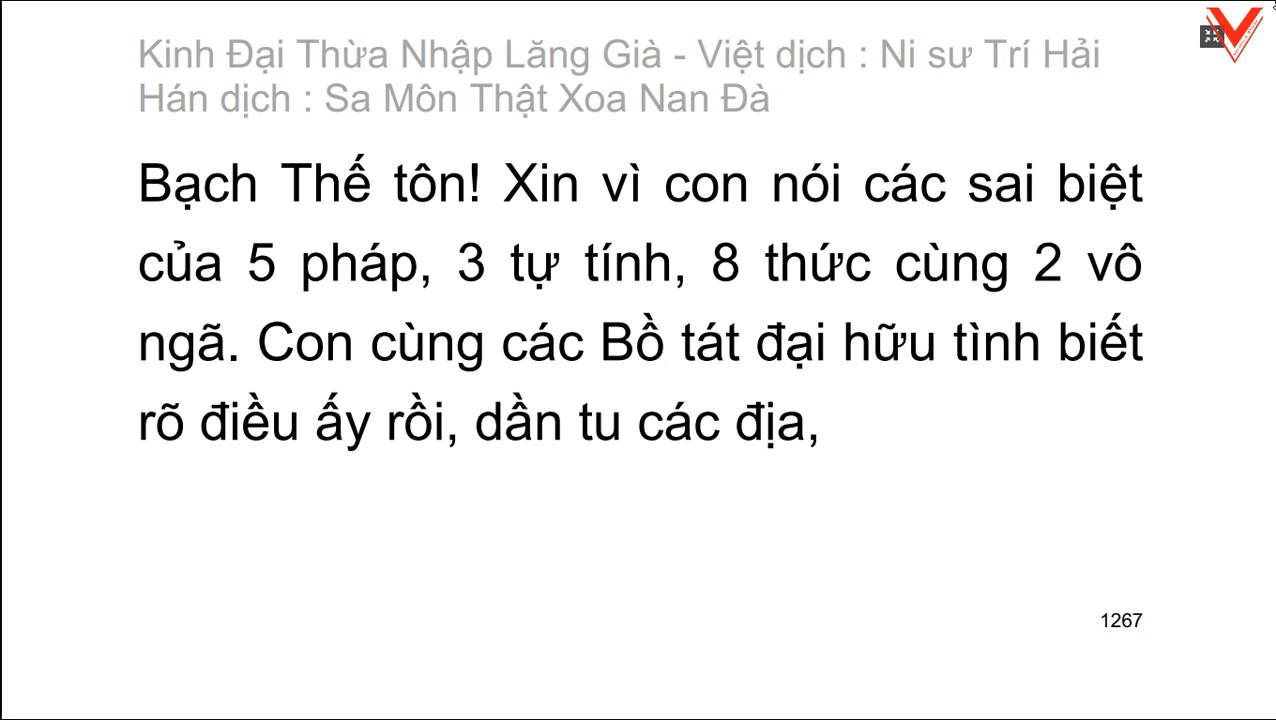 Kinh Đại Thừa Nhập Lăng Già - Việt dịch : Ni sư Trí Hải
Hán dịch : Sa Môn Thật Xoa Nan Đà
Bạch Thế tôn! Xin vì con nói các sai biệt
của 5 pháp, 3 tự tính, 8 thức cùng 2 vô
ngã. Con cùng các Bồ tát đại hữu tình biết
rõ điều ấy rồi, dần tu các địa,
1267